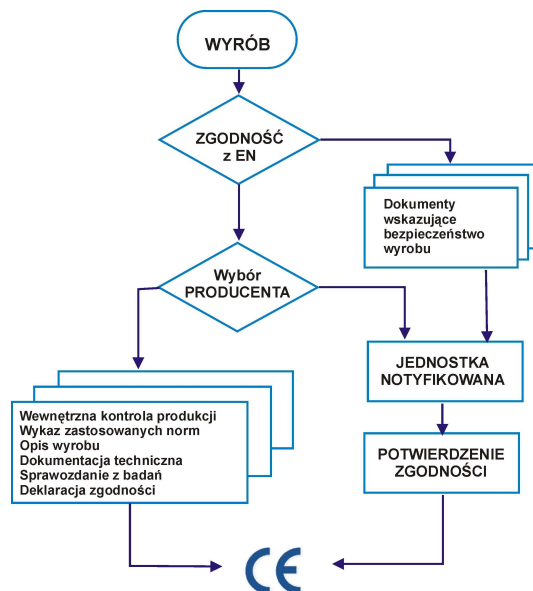 WYRÓB
ZGODNOŚĆ
z EN
Dokumenty
wskazujące
bezpieczeństwo
wyrobu
Wybór
PRODUCENTA
JEDNOSTKA
NOTYFIKOWANA
Wewnętrzna kontrola produkcji
Wykaz zastosowanych norm
Opis wyrobu
Dokumentacja techniczna
Sprawozdanie z badań
Deklaracja zgodności
POTWIERDZENIE
ZGODNOŚCI
CE